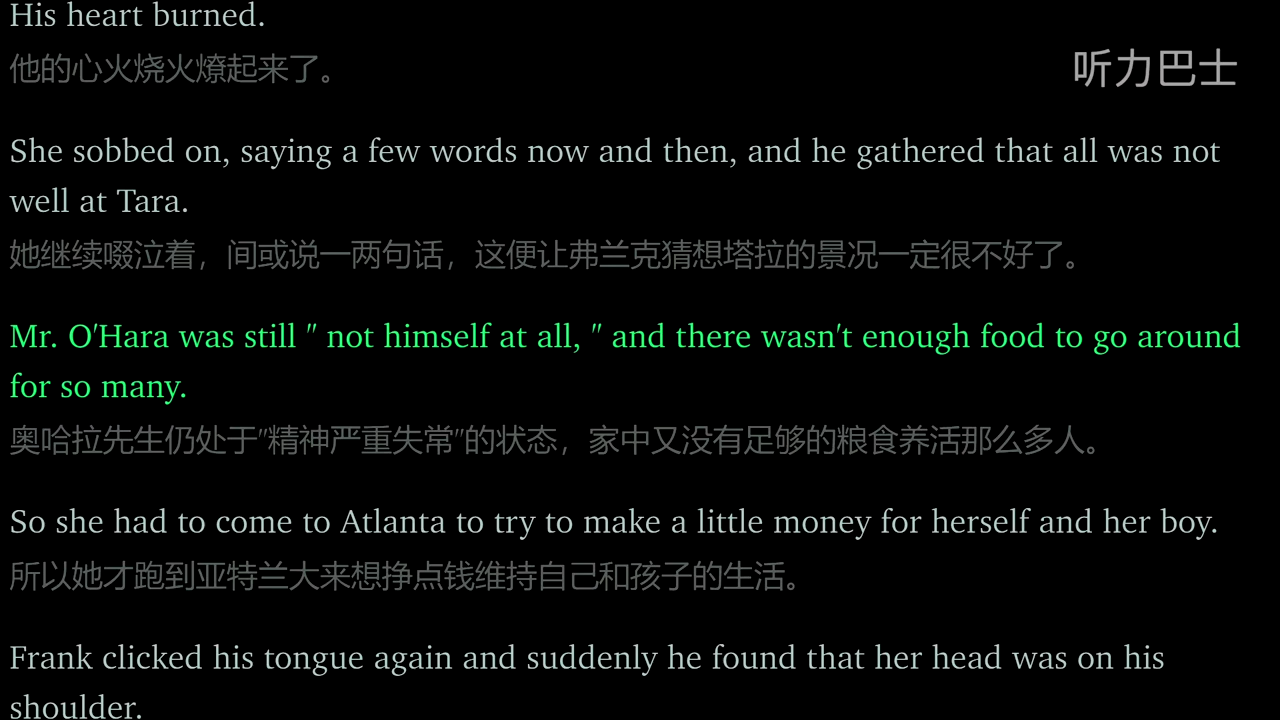 His heart burned.
他的心火烧火燎起来了。
听力巴士
She sobbed on, saying a few words now and then, and he gathered that all was not
well at Tara.
她继续啜泣着，间或说一两句话，这便让弗兰克猜想塔拉的景况一定很不好了。
Mr. O'Hara was still " not himself at all, " and there wasn't enough food to go around
for so many.
奥哈拉先生仍处于"精神严重失常"的状态，家中又没有足够的粮食养活那么多人。
So she had to come to Atlanta to try to make a little money for herself and her boy.
所以她才跑到亚特兰大来想挣点钱维持自己和孩子的生活。
Frank clicked his tongue again and suddenly he found that her head was on his
shoulder.